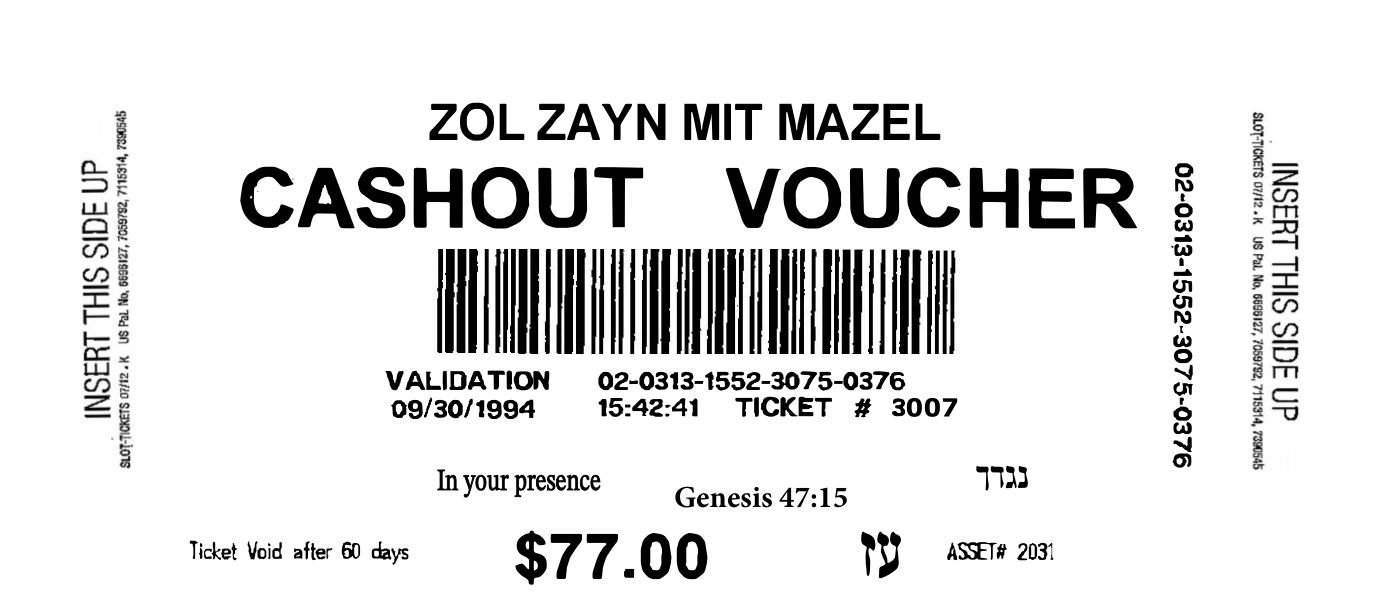 ZOL ZAYN MIT MAZEL
CASHOUT VOUCHER
VALIDATION 02-0313-1552-3075-0376
09/30/1994 15:42:41 TICKET # 3007
In your presence
Genesis 47:15
נגדך
Ticket Void after 60 days
$77.00
עז
ASSET# 2031
INSERT THIS SIDE UP
SLOT-TICKETS 07/12 - K US Pat. No. 6696127, 7059792, 7115314, 7390545
02-0313-1552-3075-0376
SLOT-TICKETS 07/12 - K US Pat. No. 6696127, 7059792, 7115314, 7390545
INSERT THIS SIDE UP